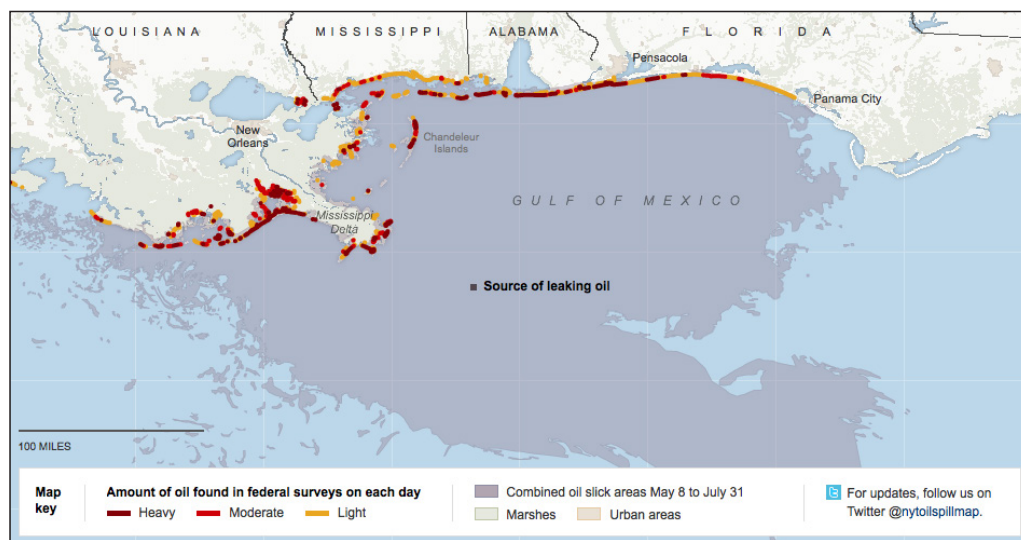 LOUISIANA
MISSISSIPPI
ALABAMA
FLORIDA
Pensacola
Panama City
New
Orleans
Chandeleur
Islands
GULF OF MEXICO
Mississippi
Delta
Source of leaking oil
100 MILES
Map
key
Amount of oil found in federal surveys on each day
Heavy
Moderate
Light
Combined oil slick areas May 8 to July 31
Marshes
Urban areas
For updates, follow us on
Twitter @nytoilspillmap.